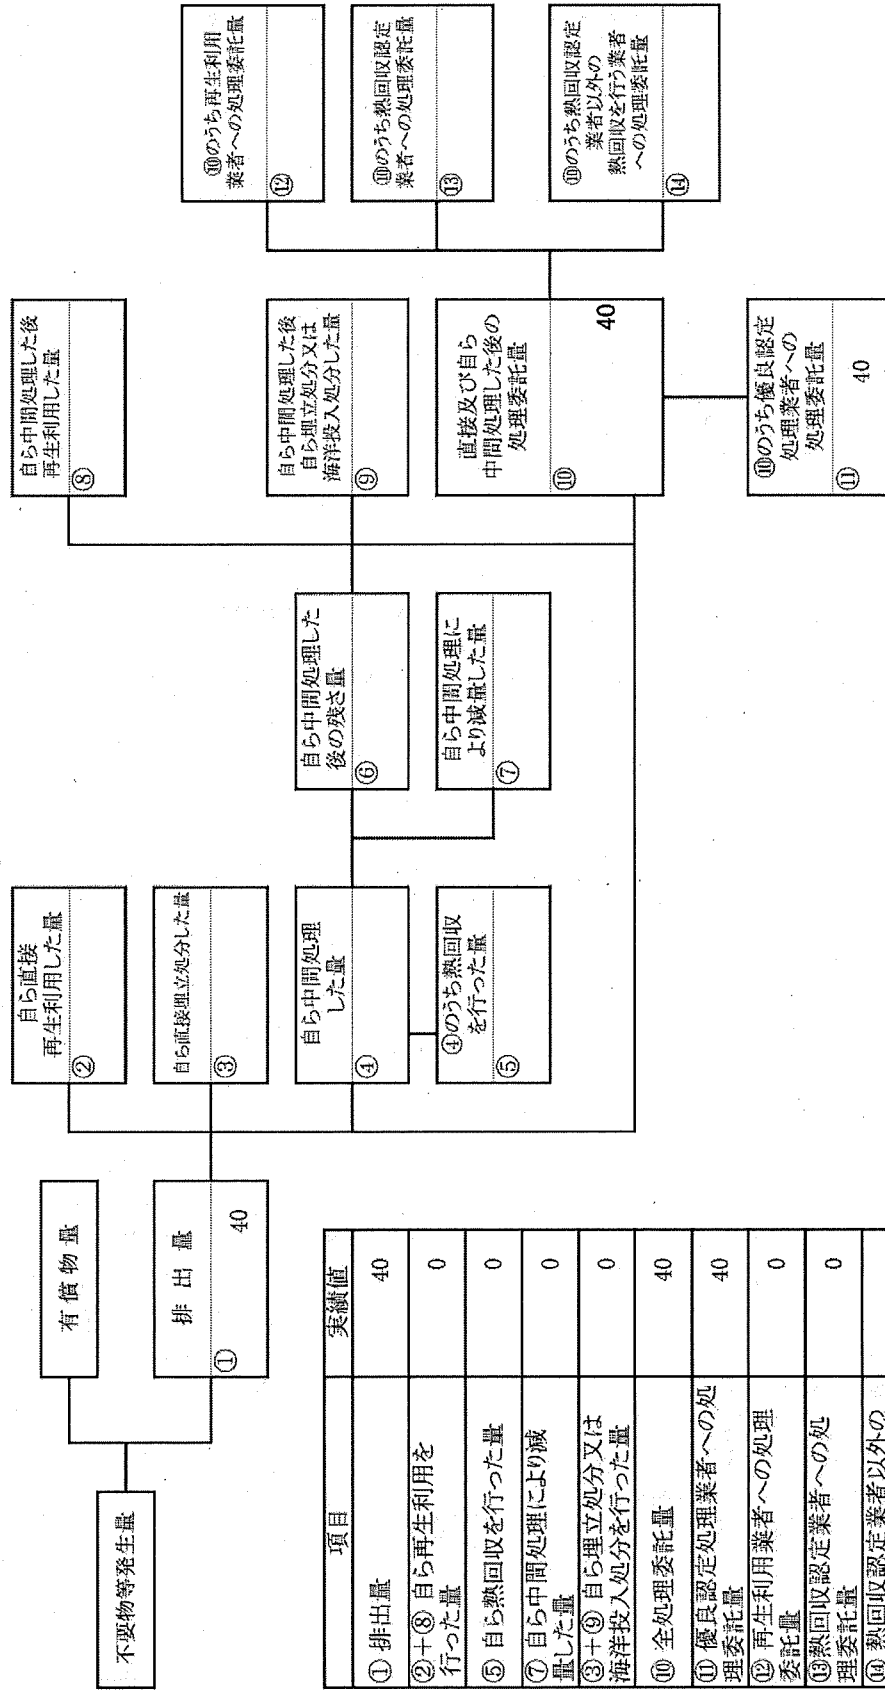 不要物等発生量
有償物量
排出量
①
40
自ら直接
再生利用した量
②
自ら直接埋立処分した量
③
自ら中間処理
した量
④
④のうち熱回収
を行った量
⑤
自ら中間処理した
後の残さ量
⑥
自ら中間処理に
より減量した量
⑦
自ら中間処理した後
再生利用した量
⑧
自ら中間処理した後
自ら埋立処分又は
海洋投入処分した量
⑨
直接及び自ら
中間処理した後の
処理委託量
⑩
40
⑩のうち優良認定
処理業者への
処理委託量
⑪
40
⑩のうち再生利用
業者への処理委託量
⑫
⑩のうち熱回収認定
業者への処理委託量
⑬
⑩のうち熱回収認定
業者以外の
熱回収を行う業者
への処理委託量
⑭
項目 実績値
①排出量 40
②+⑧自ら再生利用を
行った量 0
⑤自ら熱回収を行った量 0
⑦自ら中間処理により減
量した量 0
③+⑨自ら埋立処分又は
海洋投入処分を行った量 0
⑩全処理委託量 40
⑪優良認定処理業者への処
理委託量 40
⑫再生利用業者への処理
委託量 0
⑬熱回収認定業者への処
理委託量 0
⑭熱回収認定業者以外の